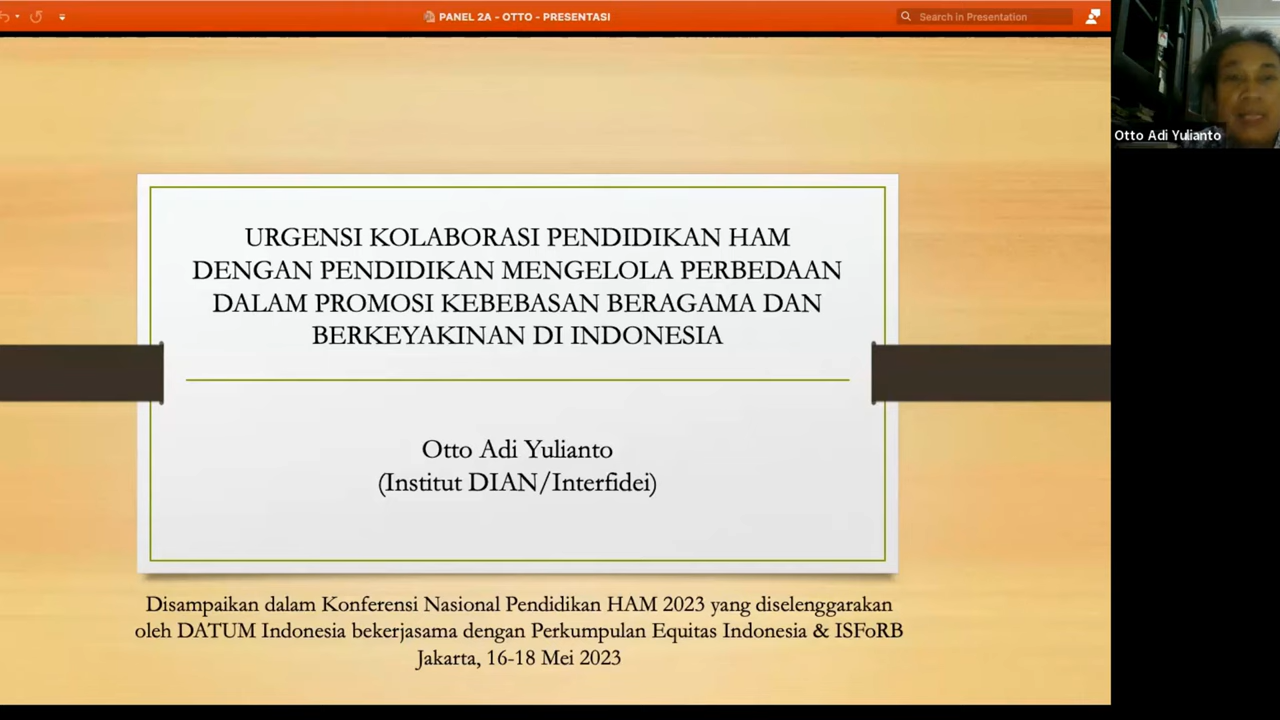 PANEL 2A - OTTO - PRESENTASI
Search in Presentation
Otto Adi Yulianto
URGENSI KOLABORASI PENDIDIKAN HAM
DENGAN PENDIDIKAN MENGELOLA PERBEDAAN
DALAM PROMOSI KEBEBASAN BERAGAMA DAN
BERKEYAKINAN DI INDONESIA
Otto Adi Yulianto
(Institut DIAN/Interfidei)
Disampaikan dalam Konferensi Nasional Pendidikan HAM 2023 yang diselenggarakan
oleh DATUM Indonesia bekerjasama dengan Perkumpulan Equitas Indonesia & ISFoRB
Jakarta, 16-18 Mei 2023